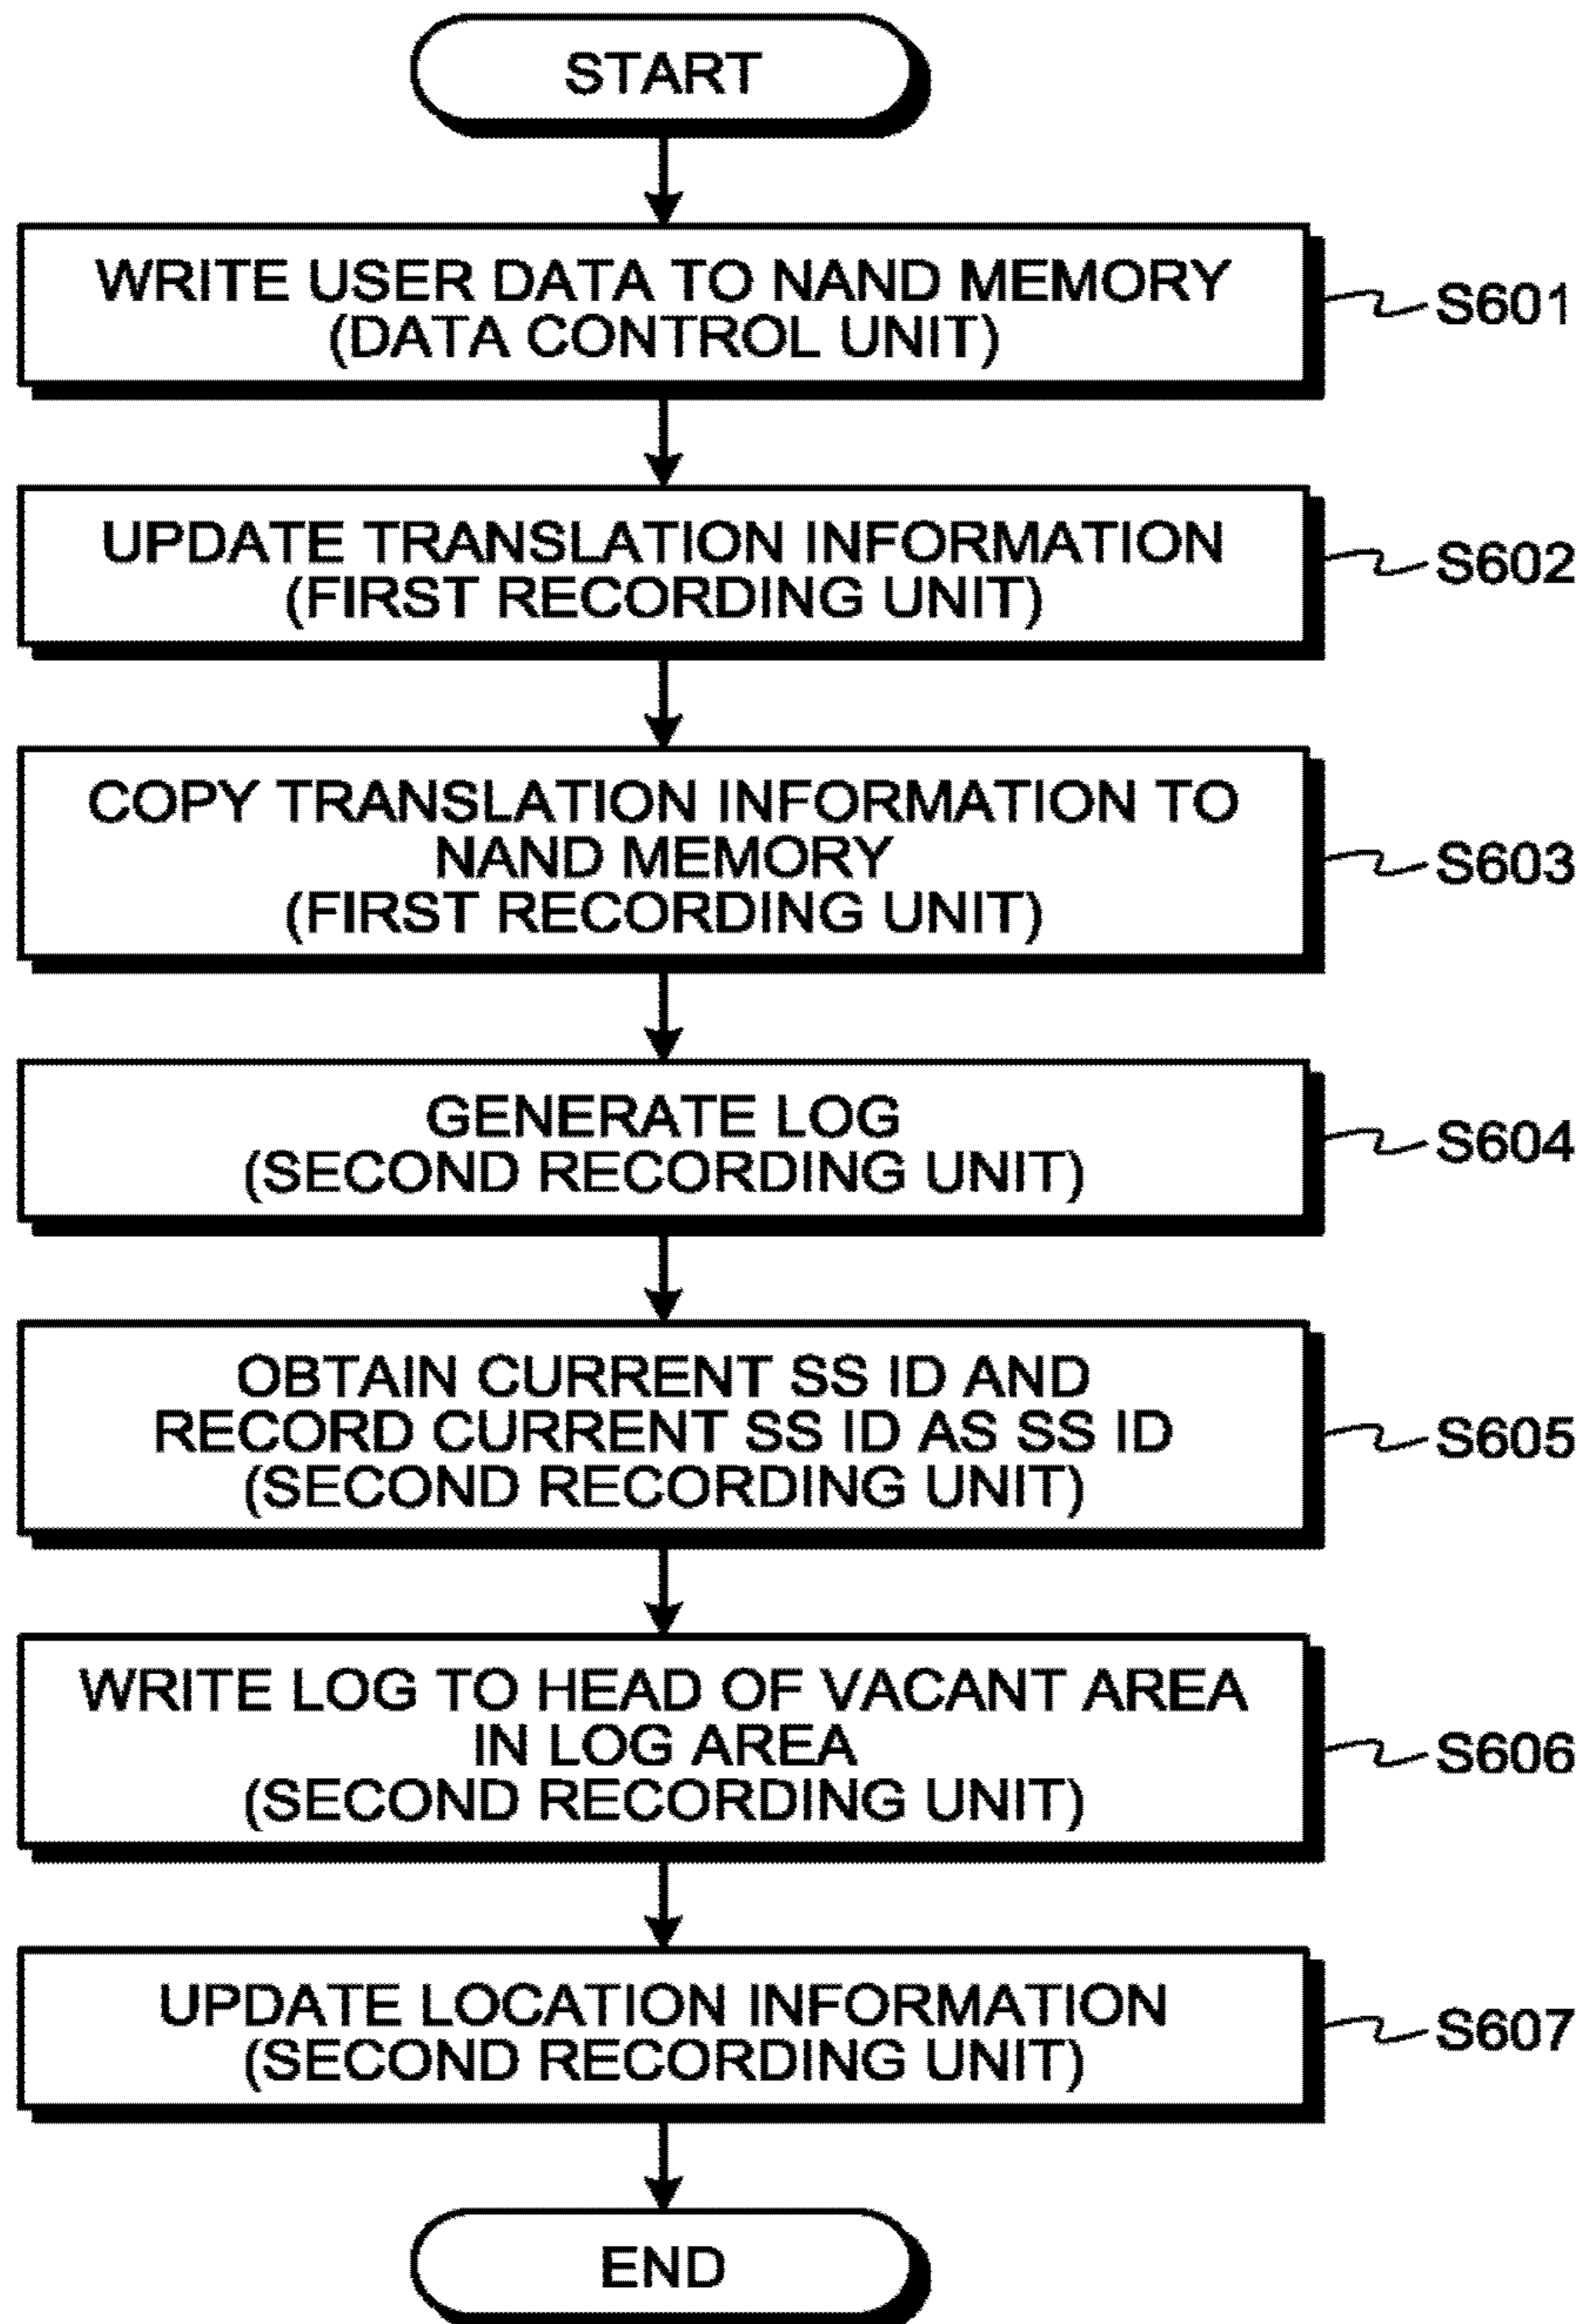 START
WRITE USER DATA TO NAND MEMORY
(DATA CONTROL UNIT)
S601
UPDATE TRANSLATION INFORMATION
(FIRST RECORDING UNIT)
S602
COPY TRANSLATION INFORMATION TO
NAND MEMORY
(FIRST RECORDING UNIT)
S603
GENERATE LOG
(SECOND RECORDING UNIT)
S604
OBTAIN CURRENT SS ID AND
RECORD CURRENT SS ID AS SS ID
(SECOND RECORDING UNIT)
S605
WRITE LOG TO HEAD OF VACANT AREA
IN LOG AREA
(SECOND RECORDING UNIT)
S606
UPDATE LOCATION INFORMATION
(SECOND RECORDING UNIT)
S607
END